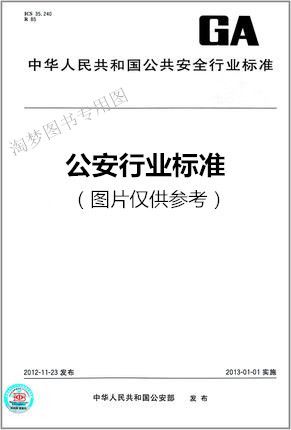 ICS 35.240
R 85
GA
中华人民共和国公共安全行业标准
淘梦图书专用图
公安行业标准
（图片仅供参考）
2012-11-23 发布
2013-01-01 实施
中华人民共和国公安部 发布